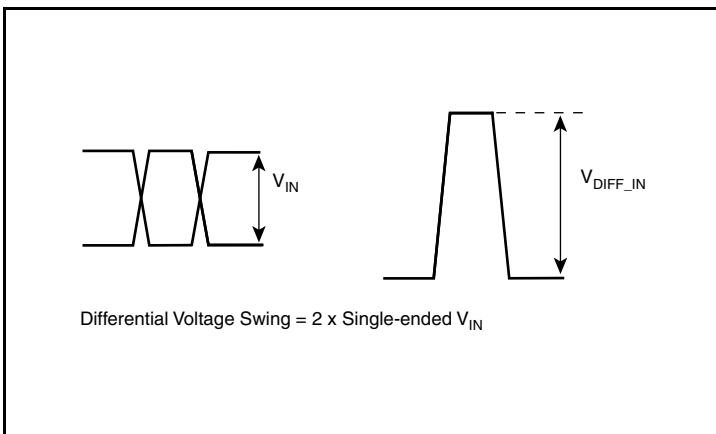 V_IN
V_DIFF_IN
Differential Voltage Swing = 2 x Single-ended V_IN